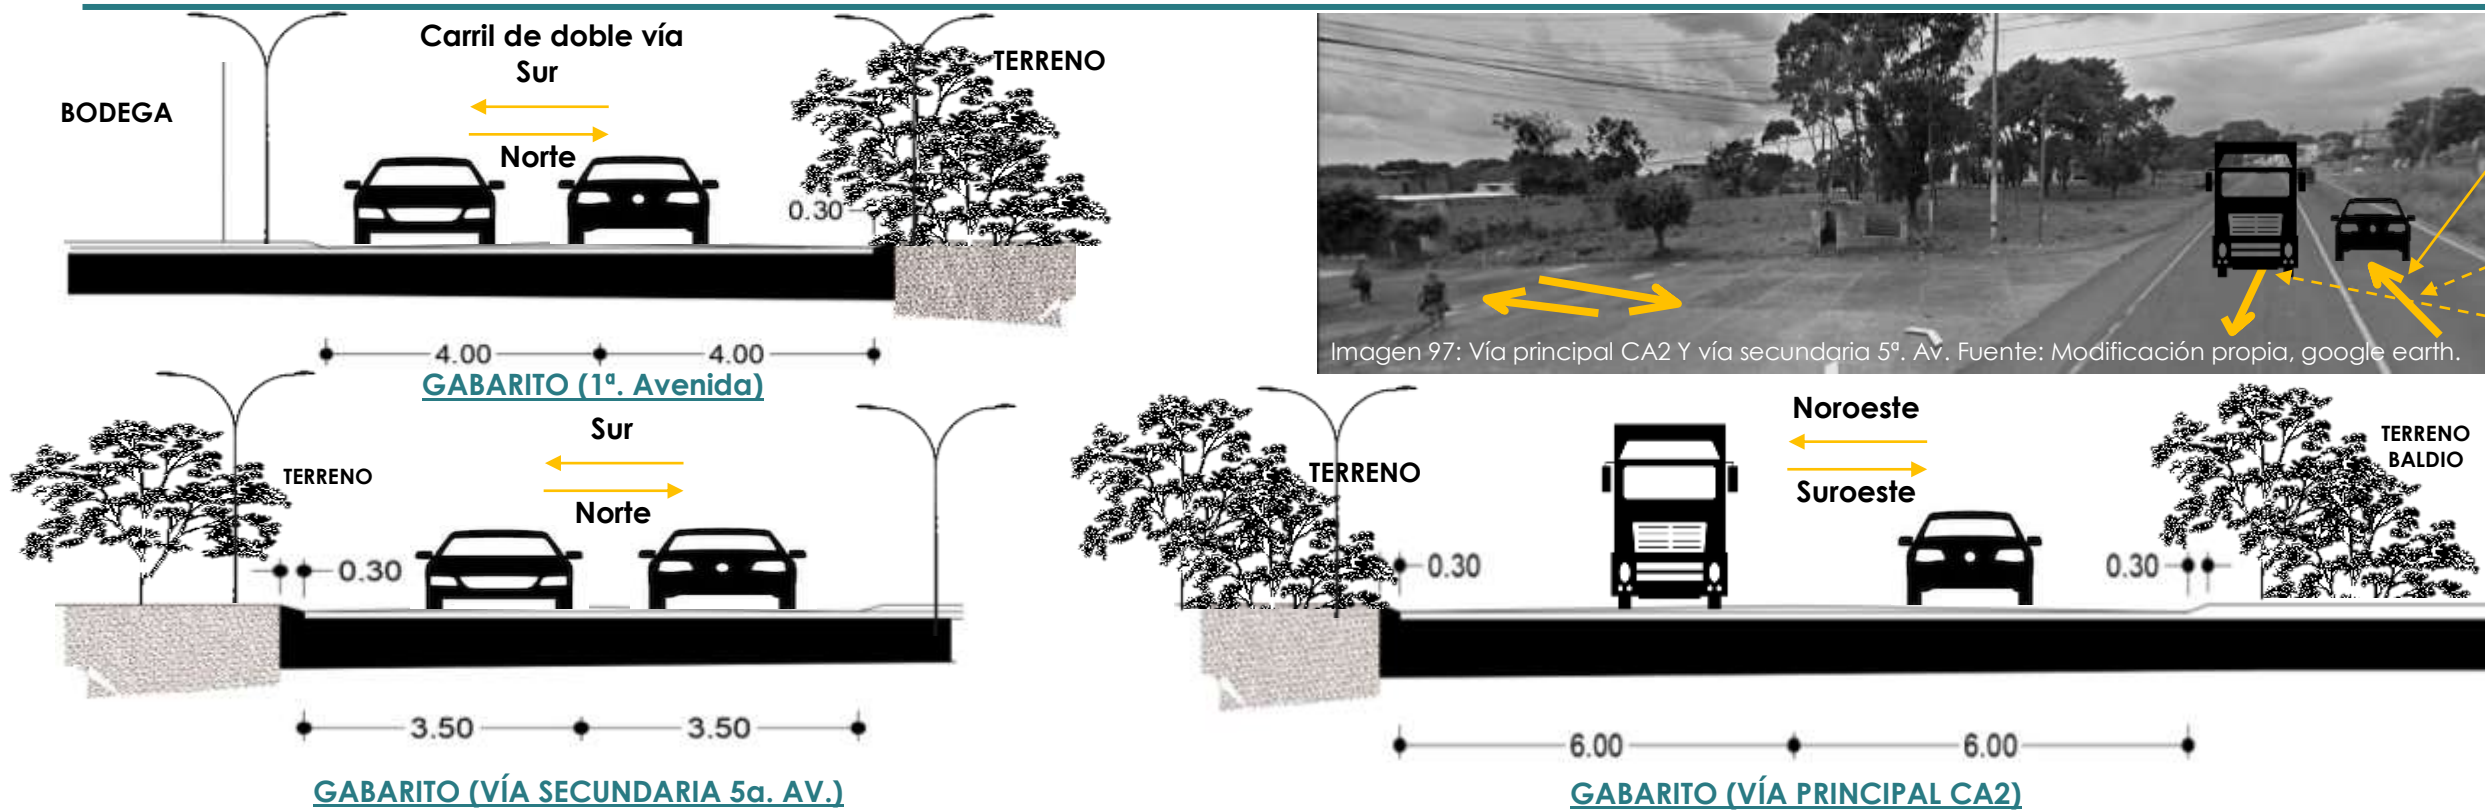 Carril de doble vía
Sur
BODEGA
Norte
TERRENO
0.30
4.00 4.00
GABARITO (1ª. Avenida)
Imagen 97: Vía principal CA2 Y vía secundaria 5ª. Av. Fuente: Modificación propia, google earth.
Sur
TERRENO
Norte
0.30
3.50 3.50
GABARITO (VÍA SECUNDARIA 5a. AV.)
Noroeste
TERRENO
BALDIO
TERRENO
Suroeste
0.30 0.30
6.00 6.00
GABARITO (VÍA PRINCIPAL CA2)